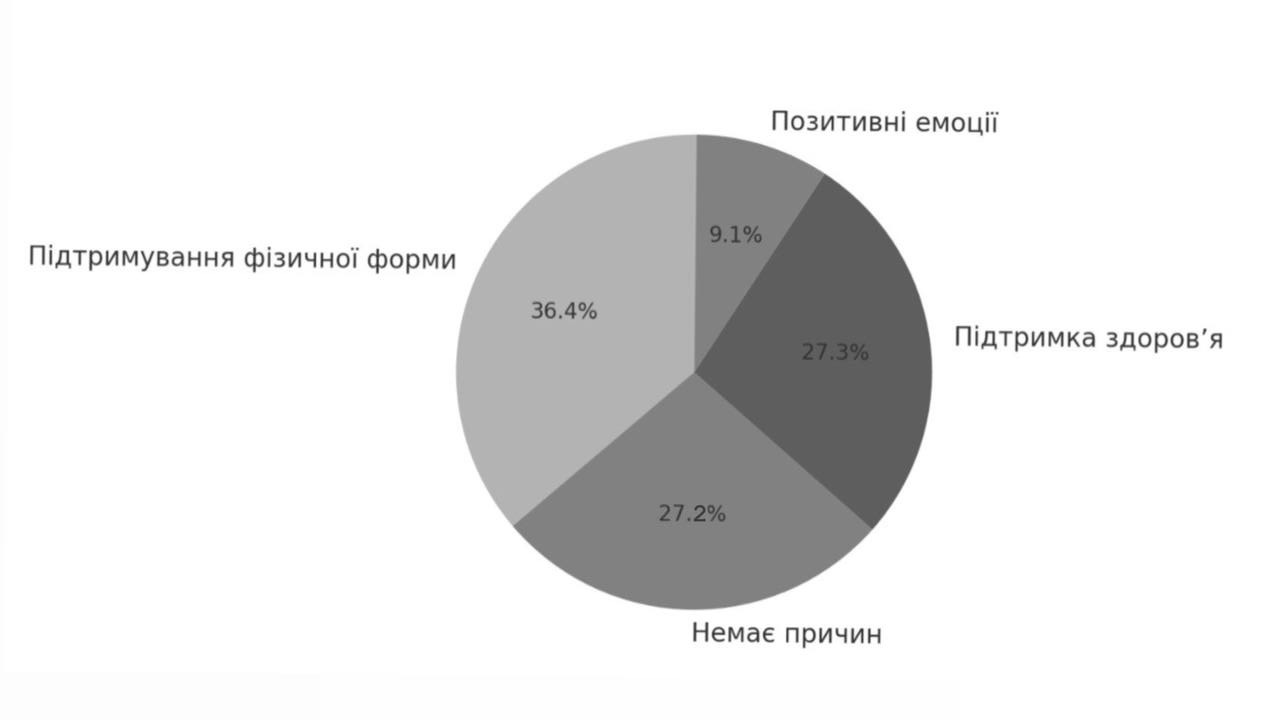 Позитивні емоції
9.1%
Підтримування фізичної форми
36.4%
Підтримка здоров’я
27.3%
27.2%
Немає причин